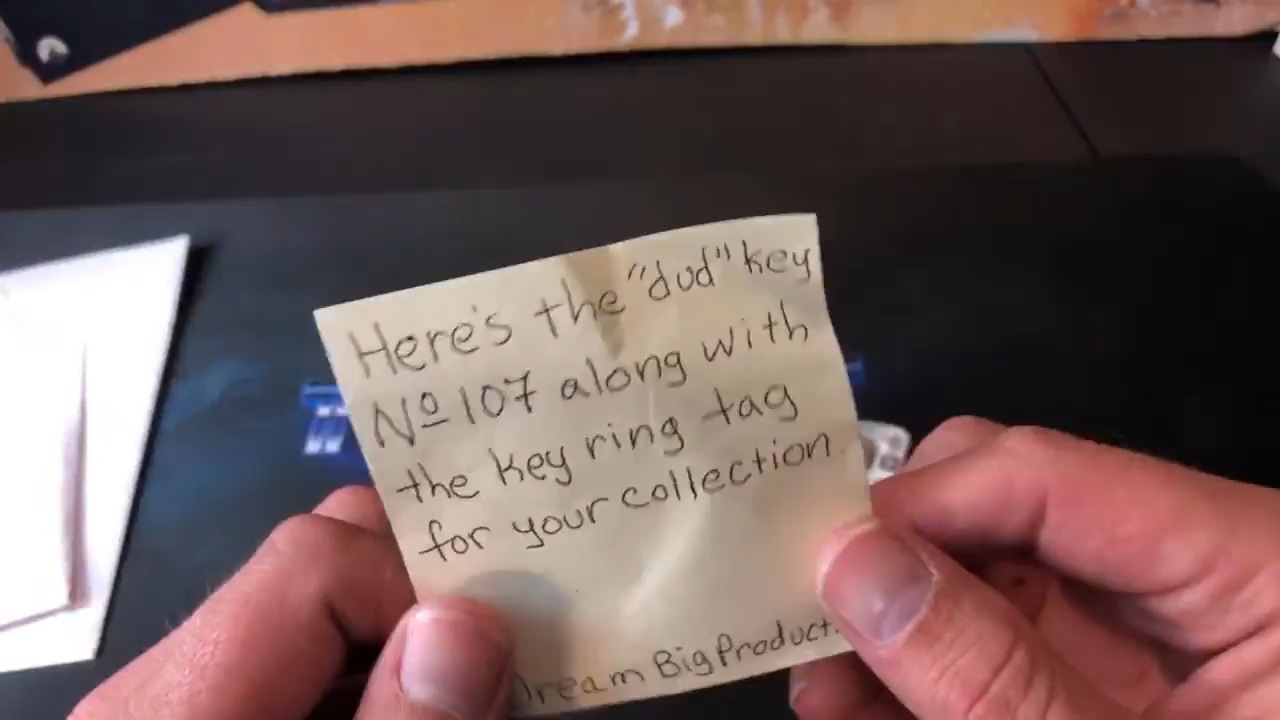 Here's the "dud" key
Nº 107 along with
the key ring tag
for your collection.
Dream Big Product